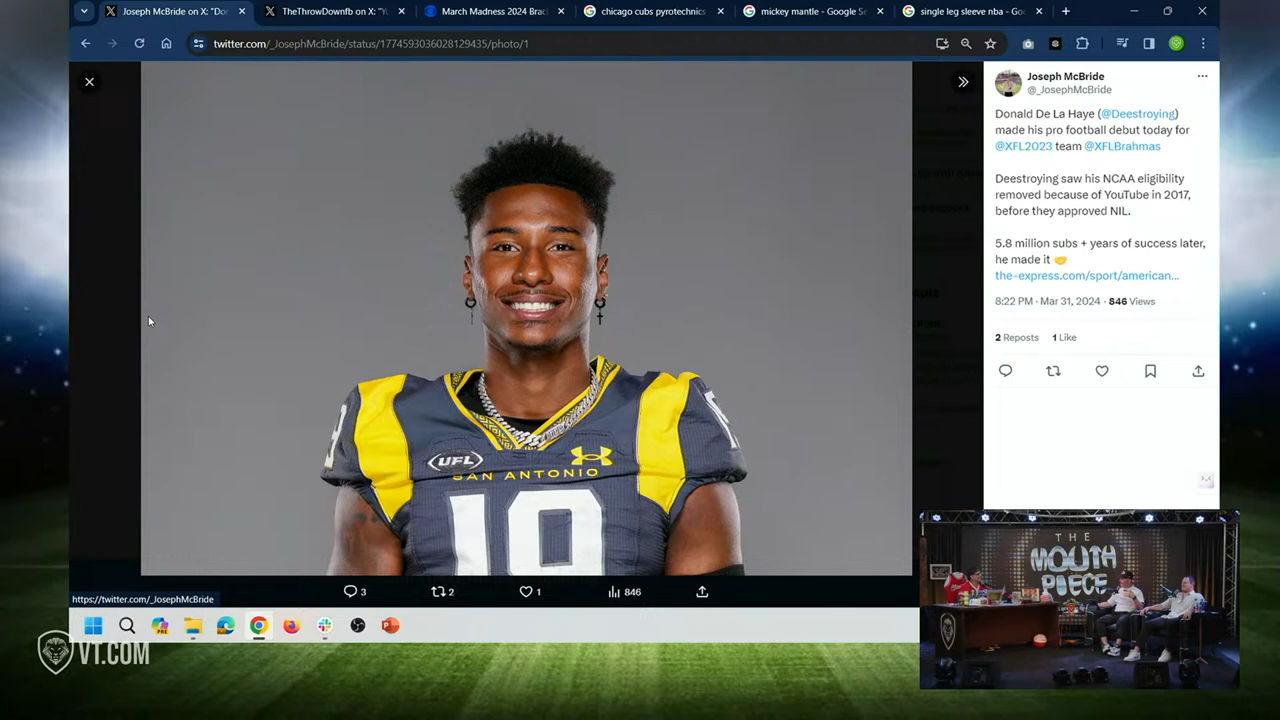 Joseph McBride on X: "Do
TheThrowDownfb on X: "Y
March Madness 2024 Brac
chicago cubs pyrotechnics
mickey mantle - Google Se
single leg sleeve nba - Go
twitter.com/_JosephMcBride/status/1774593036028129435/photo/1
Joseph McBride
@_JosephMcBride
Donald De La Haye (@Deestroying)
made his pro football debut today for
@XFL2023 team @XFLBrahmas
Deestroying saw his NCAA eligibility
removed because of YouTube in 2017,
before they approved NIL.
5.8 million subs + years of success later,
he made it
the-express.com/sport/american...
8:22 PM · Mar 31, 2024 · 846 Views
2 Reposts 1 Like
UFL
SAN ANTONIO
19
19
3
2
1
846
https://twitter.com/_JosephMcBride
PRE
VT.COM
THE
MOUTH
PIECE